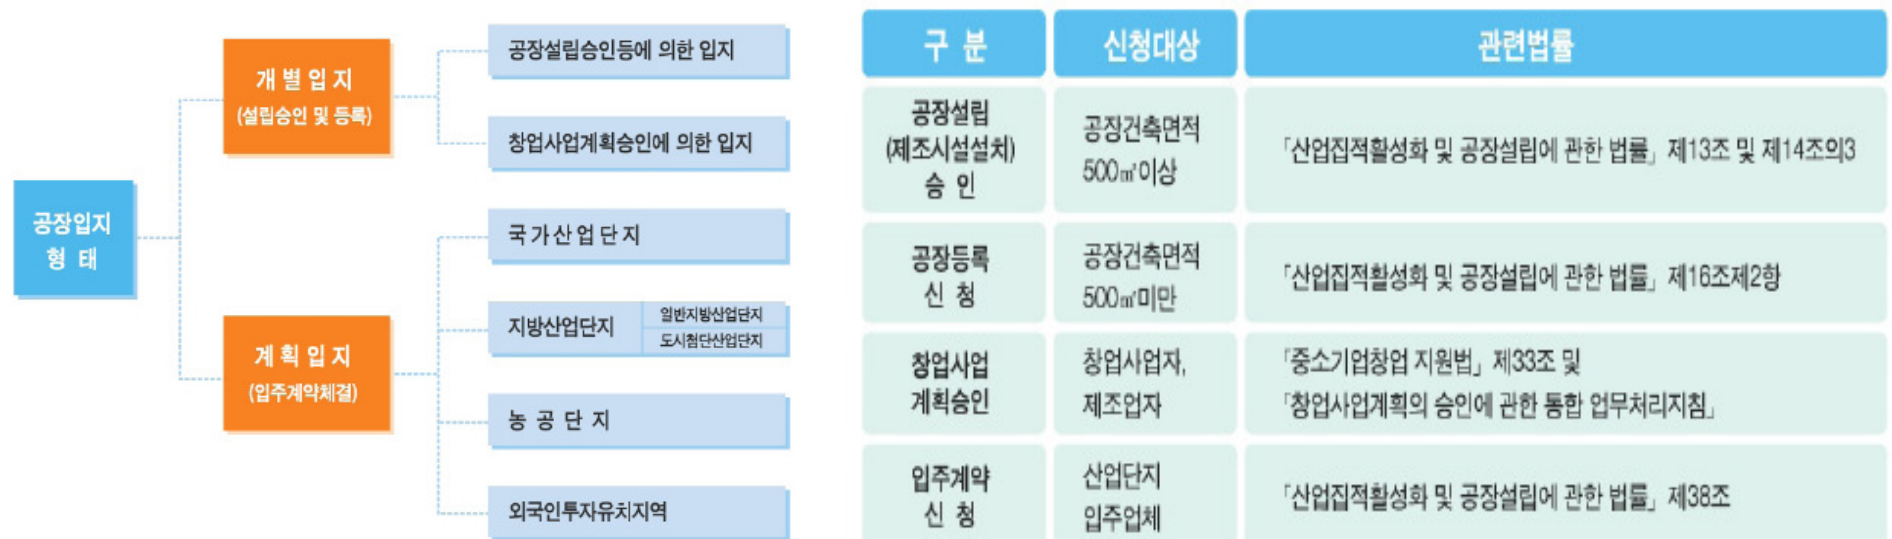 공장입지
형 태
개 별 입 지
(설립승인 및 등록)
공장설립승인등에 의한 입지
창업사업계획승인에 의한 입지
계 획 입 지
(입주계약체결)
국 가 산 업 단 지
지방산업단지
일반지방산업단지
도시첨단산업단지
농 공 단 지
외국인투자유치지역
구 분
신청대상
관련법률
공장설립
(제조시설설치)
승 인
공장건축면적
500㎡이상
「산업집적활성화 및 공장설립에 관한 법률」 제13조 및 제14조의3
공장등록
신 청
공장건축면적
500㎡미만
「산업집적활성화 및 공장설립에 관한 법률」 제16조제2항
창업사업
계획승인
창업사업자,
제조업자
「중소기업창업 지원법」 제33조 및
「창업사업계획의 승인에 관한 통합 업무처리지침」
입주계약
신 청
산업단지
입주업체
「산업집적활성화 및 공장설립에 관한 법률」 제38조